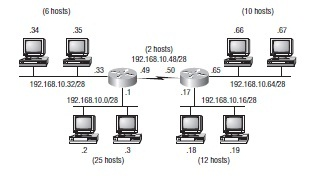 (6 hosts)
(10 hosts)
.34 .35
.66 .67
(2 hosts)
192.168.10.48/28
.33 .49 .50 .65
192.168.10.32/28
192.168.10.64/28
.1
.17
192.168.10.0/28
192.168.10.16/28
.2 .3
.18 .19
(25 hosts)
(12 hosts)